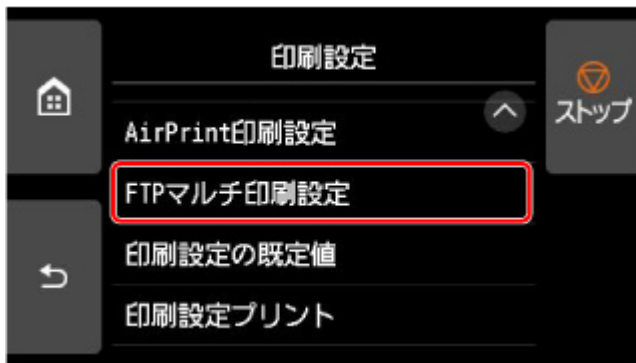 印刷設定
ストップ
AirPrint印刷設定
FTPマルチ印刷設定
印刷設定の既定値
印刷設定プリント